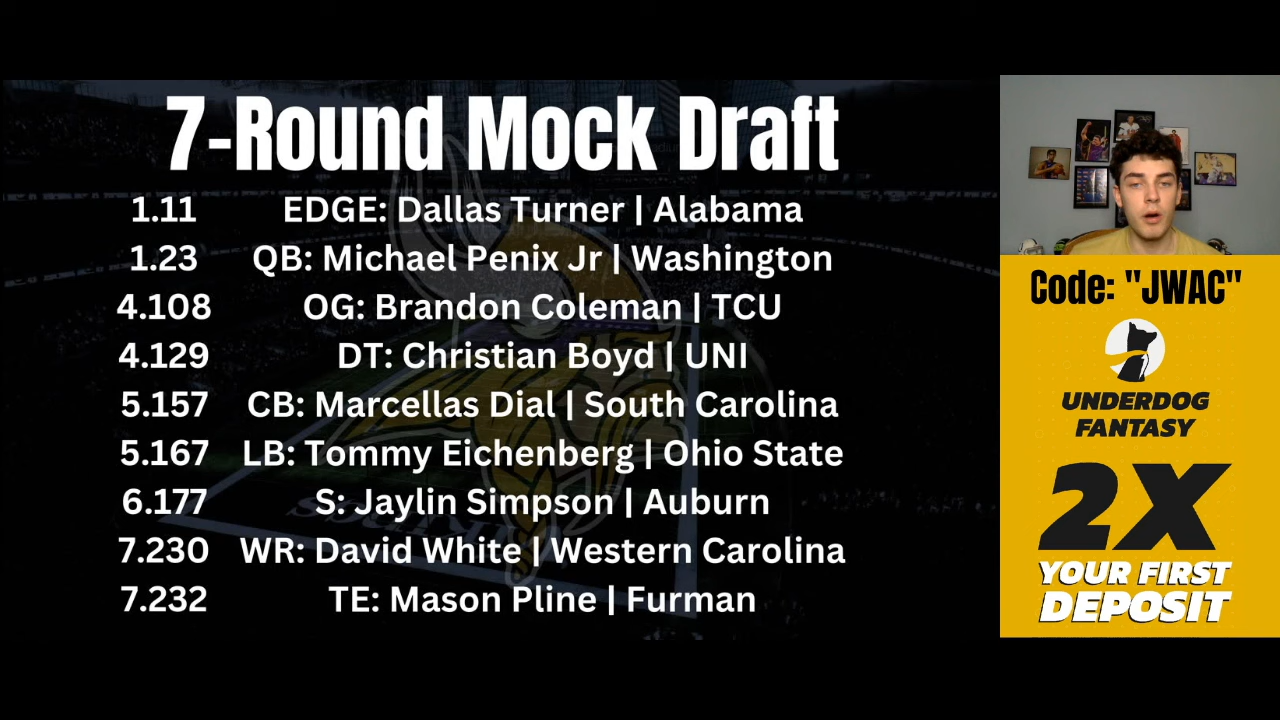 7-Round Mock Draft
1.11 EDGE: Dallas Turner | Alabama
1.23 QB: Michael Penix Jr | Washington
4.108 OG: Brandon Coleman | TCU
4.129 DT: Christian Boyd | UNI
5.157 CB: Marcellas Dial | South Carolina
5.167 LB: Tommy Eichenberg | Ohio State
6.177 S: Jaylin Simpson | Auburn
7.230 WR: David White | Western Carolina
7.232 TE: Mason Pline | Furman
Code: "JWAC"
UNDERDOG
FANTASY
2X
YOUR FIRST
DEPOSIT